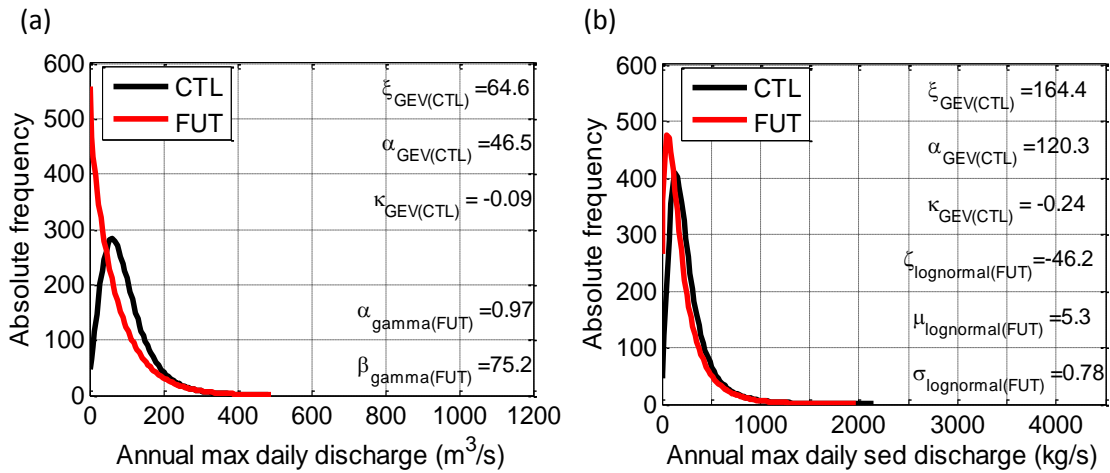 (a)
CTL
FUT
ξGEV(CTL) =64.6
αGEV(CTL) =46.5
κGEV(CTL) = -0.09
αgamma(FUT) =0.97
βgamma(FUT) =75.2
Absolute frequency
600
500
400
300
200
100
0
0 200 400 600 800 1000 1200
Annual max daily discharge (m³/s)
(b)
CTL
FUT
ξGEV(CTL) =164.4
αGEV(CTL) =120.3
κGEV(CTL) = -0.24
ζlognormal(FUT) =-46.2
μlognormal(FUT) =5.3
σlognormal(FUT) =0.78
Absolute frequency
600
500
400
300
200
100
0
0 1000 2000 3000 4000
Annual max daily sed discharge (kg/s)